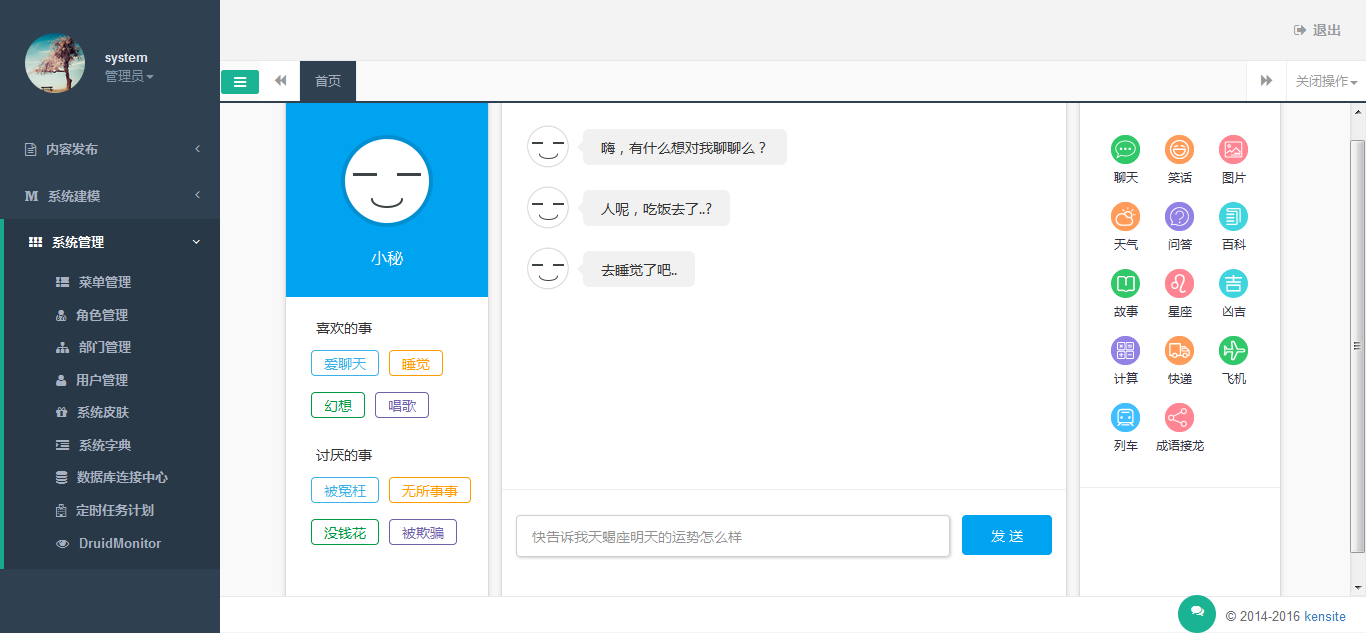 system
管理员
内容发布
M 系统建模
系统管理
菜单管理
角色管理
部门管理
用户管理
系统皮肤
系统字典
数据库连接中心
定时任务计划
DruidMonitor
退出
首页
关闭操作
小秘
喜欢的事
爱聊天 睡觉
幻想 唱歌
讨厌的事
被冤枉 无所事事
没钱花 被欺骗
嗨，有什么想对我聊聊么？
人呢，吃饭去了..?
去睡觉了吧..
快告诉我天蝎座明天的运势怎么样
发 送
聊天 笑话 图片
天气 问答 百科
故事 星座 吉 凶吉
计算 快递 飞机
列车 成语接龙
© 2014-2016 kensite